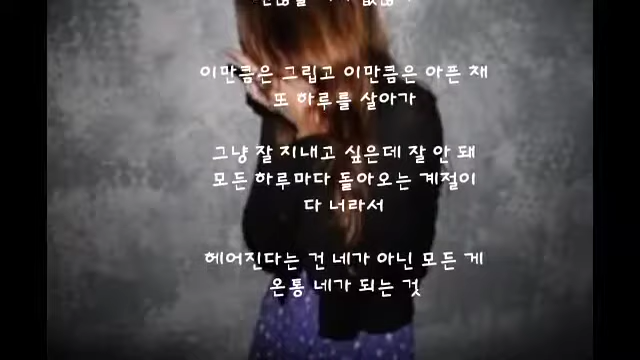 이만큼은 그립고 이만큼은 아픈 채
또 하루를 살아가
그냥 잘 지내고 싶은데 잘 안 돼
모든 하루마다 돌아오는 계절이
다 너라서
헤어진다는 건 네가 아닌 모든 게
온통 네가 되는 것